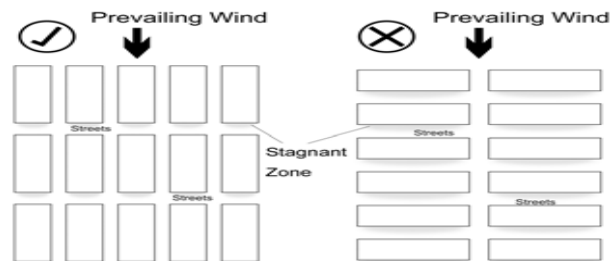 Prevailing Wind
Prevailing Wind
Streets
Streets
Stagnant
Zone
Streets
Streets